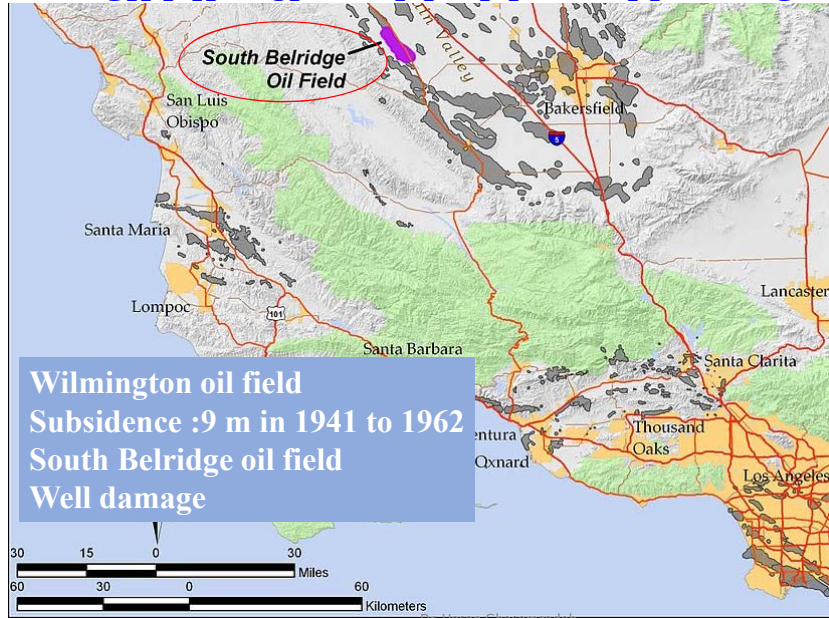 South Belridge
Oil Field
Valley
San Luis
Obispo
Bakersfield
5
Santa Maria
Lompoc
101
Lancaster
Santa Barbara
Santa Clarita
Wilmington oil field
Subsidence :9 m in 1941 to 1962
South Belridge oil field
Well damage
entura
Oxnard
Thousand
Oaks
Los Angeles
30 15 0 30
Miles
60 30 0 60
Kilometers